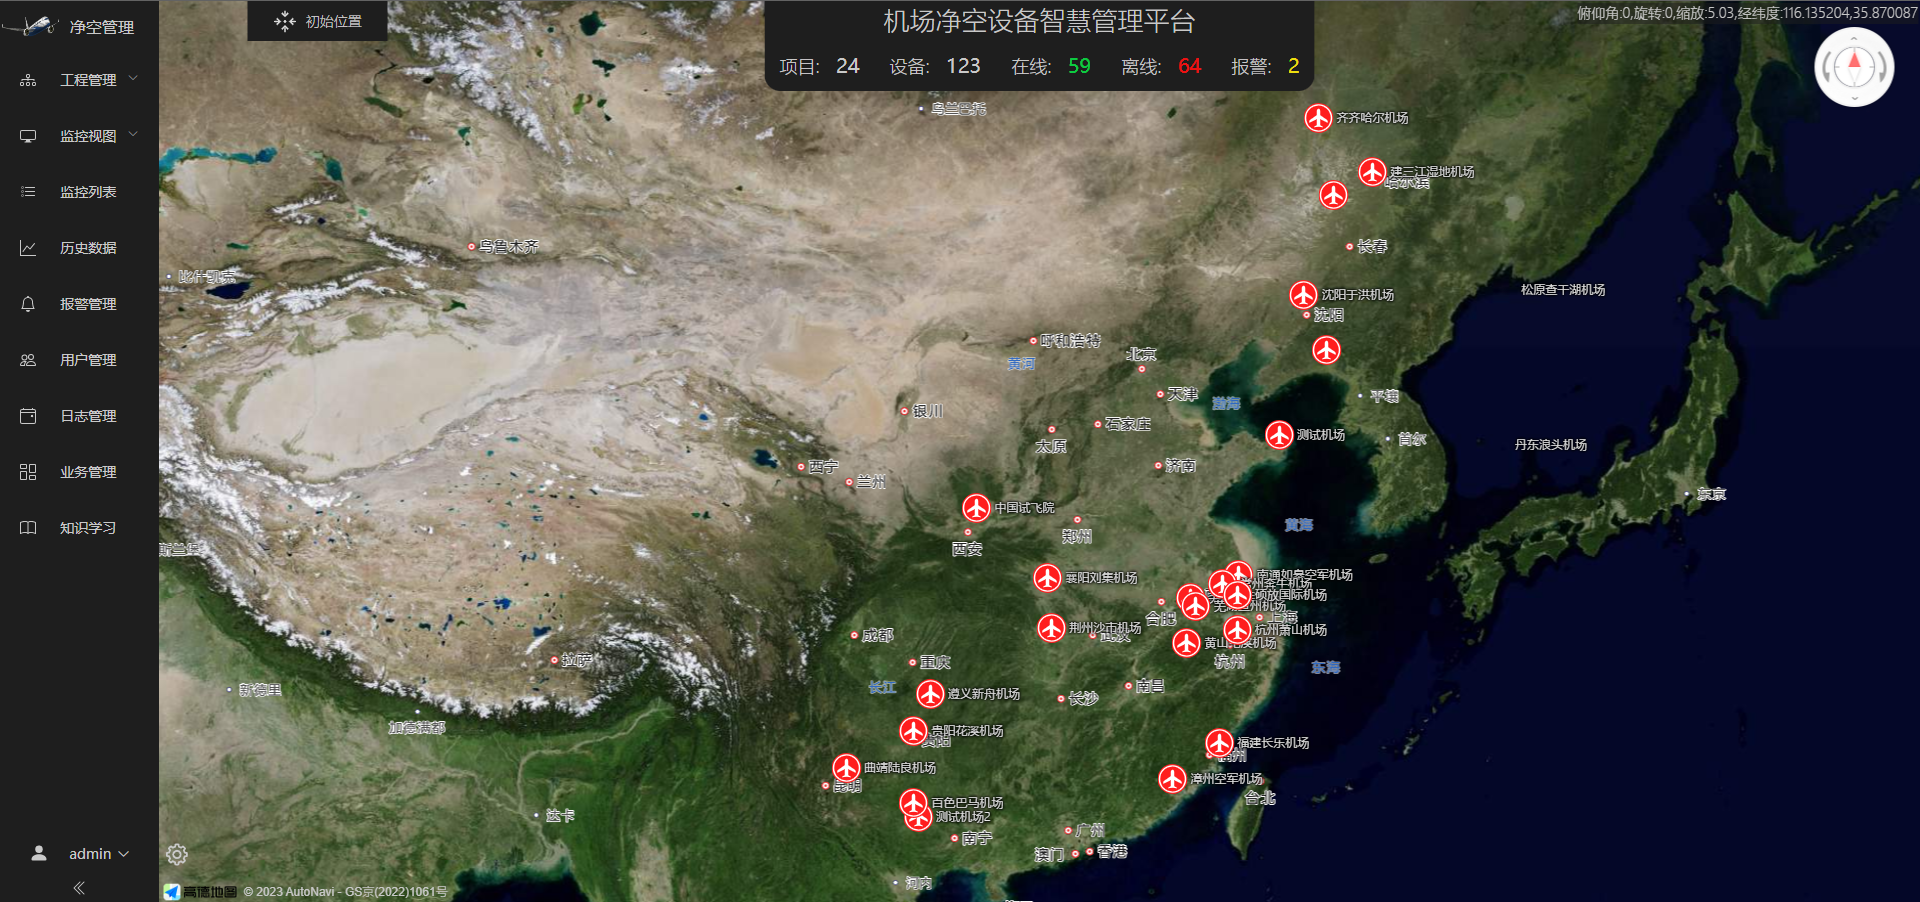 净空管理
初始位置
机场净空设备智慧管理平台
项目: 24 设备: 123 在线: 59 离线: 64 报警: 2
俯仰角:0,旋转:0,缩放:5.03,经纬度:116.135204,35.870087
工程管理
监控视图
监控列表
历史数据
报警管理
用户管理
日志管理
业务管理
知识学习
admin
乌兰巴托
齐齐哈尔机场
建三江湿地机场
哈尔滨
乌鲁木齐
长春
比什凯克
松原查干湖机场
沈阳于洪机场
沈阳
呼和浩特
北京
黄河
天津
渤海
平壤
银川
石家庄
测试机场
首尔
丹东浪头机场
太原
西宁
济南
兰州
东京
中国试飞院
郑州
黄海
西安
斯兰堡
襄阳刘集机场
南通如皋空军机场
常州奔牛机场
硕放国际机场
合肥
上海
荆州沙市机场
武汉
杭州萧山机场
成都
黄山屯溪机场
杭州
拉萨
重庆
东海
新德里
长江
遵义新舟机场
南昌
长沙
加德满都
贵阳花溪机场
贵阳
福建长乐机场
福州
曲靖陆良机场
昆明
漳州空军机场
台北
百色巴马机场
测试机场2
达卡
南宁
广州
澳门
香港
河内
高德地图 © 2023 AutoNavi - GS京(2022)1061号